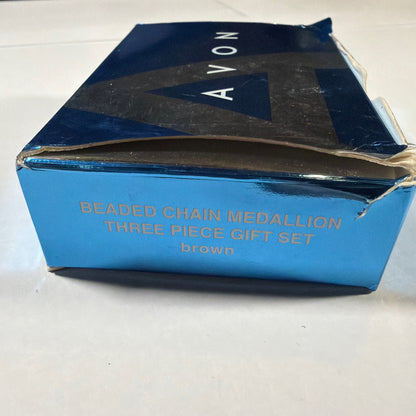 AVON
BEADED CHAIN MEDALLION
THREE PIECE GIFT SET
brown